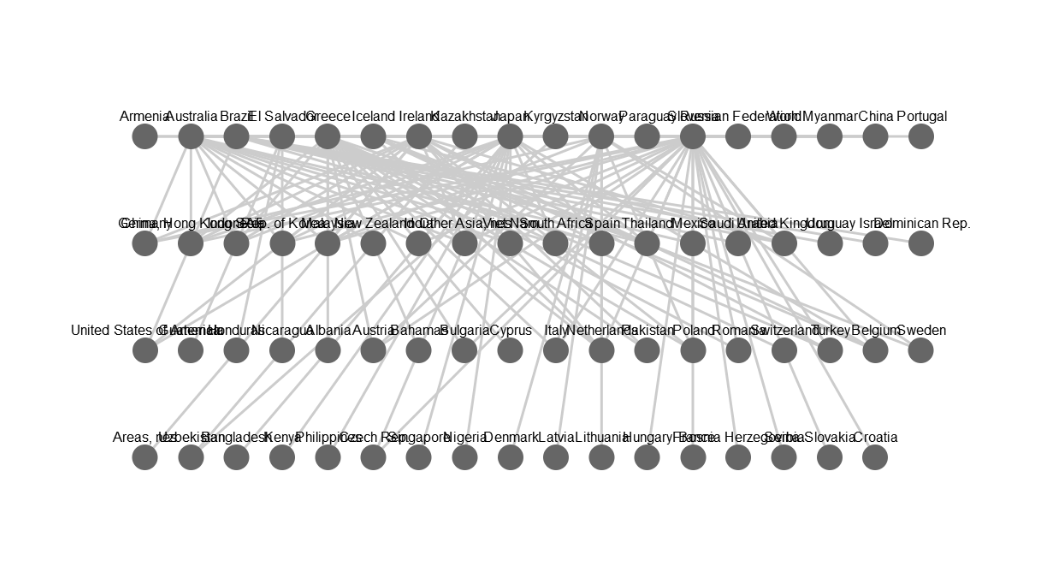 Armenia Australia Brazil El Salvador Greece Iceland Ireland Kazakhstan Japan Kyrgyzstan Norway Paraguay Slovenia Russian Federation World Myanmar China Portugal
Germany China, Hong Kong SAR Indonesia Rep. of Korea Malaysia New Zealand India Other Asia, nes Viet Nam South Africa Spain Thailand Mexico Saudi Arabia United Kingdom Uruguay Israel Dominican Rep.
United States of America Guatemala Honduras Nicaragua Albania Austria Bahamas Bulgaria Cyprus Italy Netherlands Pakistan Poland Romania Switzerland Turkey Belgium Sweden
Areas, nes Uzbekistan Bangladesh Kenya Philippines Czech Rep. Singapore Nigeria Denmark Latvia Lithuania Hungary France Bosnia Herzegovina Serbia Slovakia Croatia